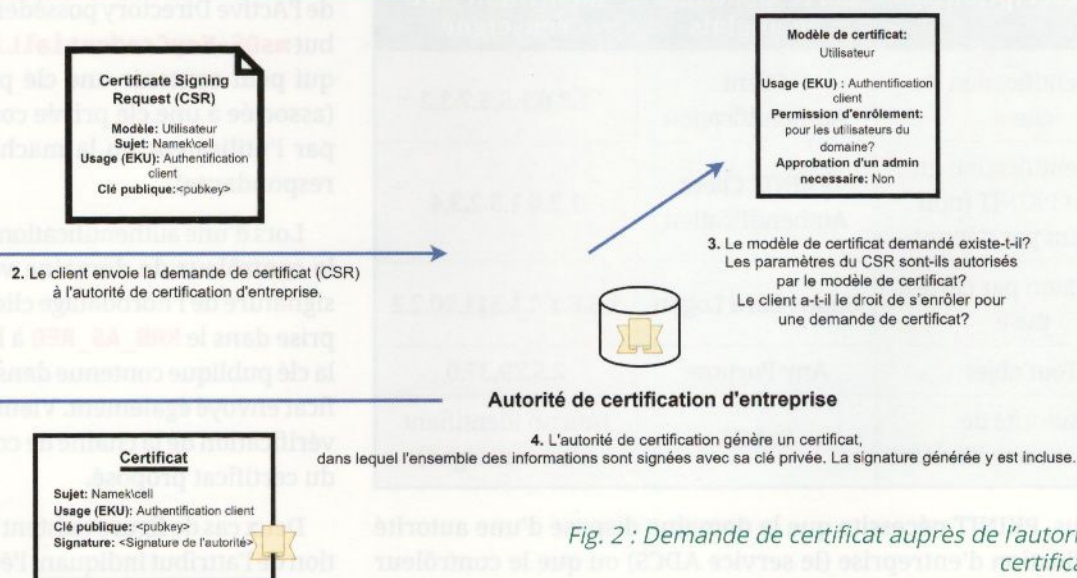 Certificate Signing
Request (CSR)
Modèle: Utilisateur
Sujet: Namek\cell
Usage (EKU): Authentification
client
Clé publique:<pubkey>
Modèle de certificat:
Utilisateur
Usage (EKU) : Authentification
client
Permission d'enrôlement:
pour les utilisateurs du
domaine?
Approbation d'un admin
necessaire: Non
2. Le client envoie la demande de certificat (CSR)
à l'autorité de certification d'entreprise.
3. Le modèle de certificat demandé existe-t-il?
Les paramètres du CSR sont-ils autorisés
par le modèle de certificat?
Le client a-t-il le droit de s'enrôler pour
une demande de certificat?
Autorité de certification d'entreprise
4. L'autorité de certification génère un certificat,
dans lequel l'ensemble des informations sont signées avec sa clé privée. La signature générée y est incluse.
Certificat
Sujet: Namek\cell
Usage (EKU): Authentification client
Clé publique: <pubkey>
Signature: <Signature de l'autorité>
Fig. 2 : Demande de certificat auprès de l'autori
certifica